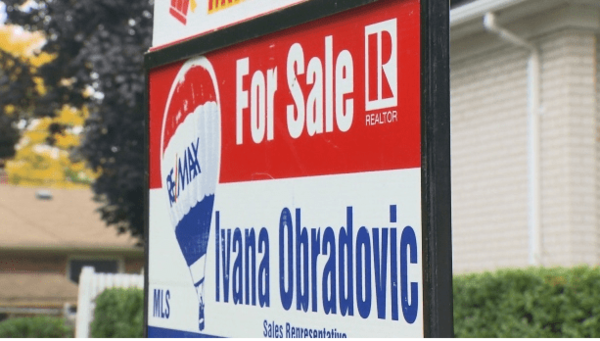 For Sale
R
REALTOR
RE/MAX
Ivana Obradovic
MLS
Sales Representative